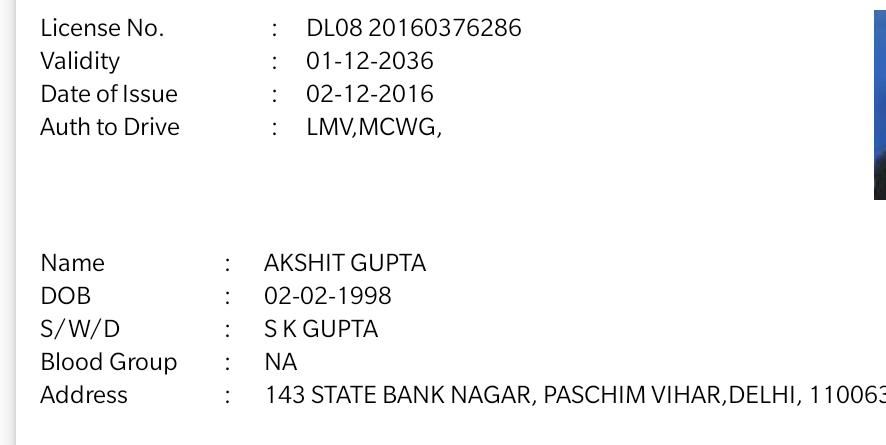 License No. : DL08 20160376286
Validity : 01-12-2036
Date of Issue : 02-12-2016
Auth to Drive : LMV,MCWG,
Name : AKSHIT GUPTA
DOB : 02-02-1998
S/W/D : S K GUPTA
Blood Group : NA
Address : 143 STATE BANK NAGAR, PASCHIM VIHAR,DELHI, 110063